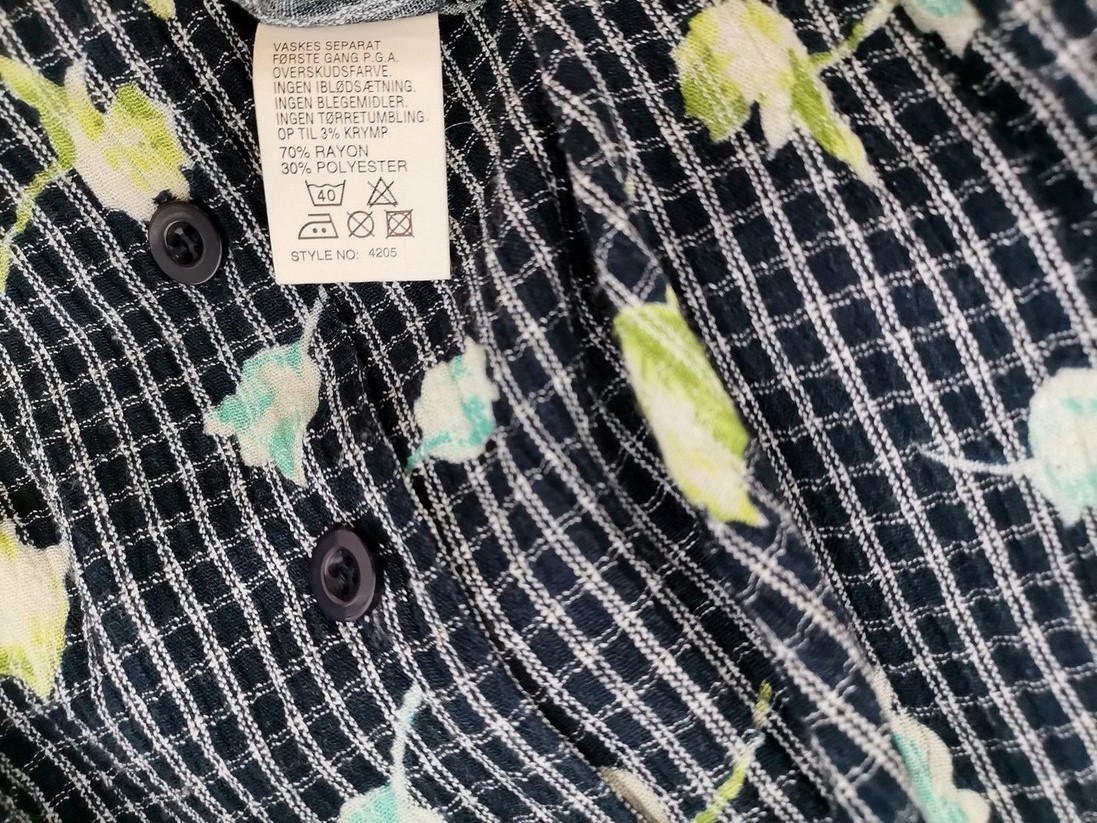 VASKES SEPARAT
FØRSTE GANG P.G.A.
OVERSKUDSFARVE.
INGEN IBLØDSÆTNING.
INGEN BLEGEMIDLER.
INGEN TØRRETUMBLING.
OP TIL 3% KRYMP
70% RAYON
30% POLYESTER
40
STYLE NO: 4205